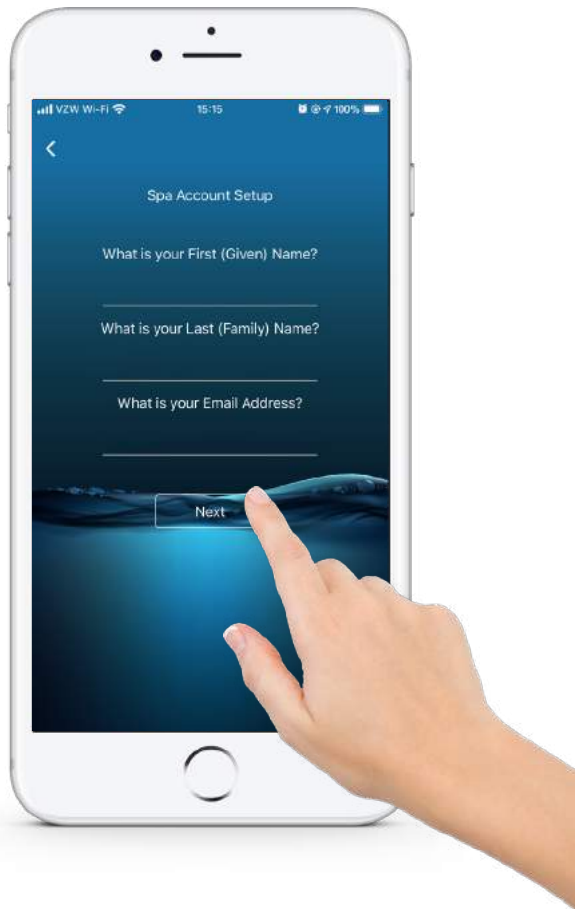 VZW Wi-Fi 15:15 100%
Spa Account Setup
What is your First (Given) Name?
What is your Last (Family) Name?
What is your Email Address?
Next